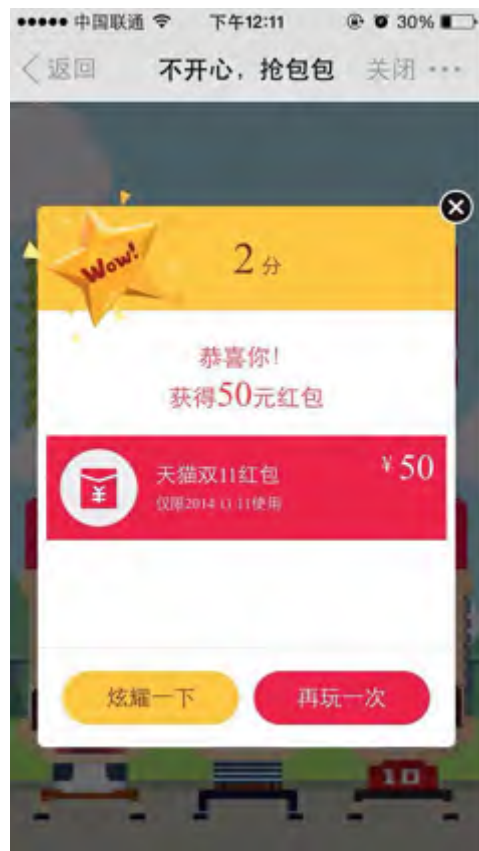 中国联通 下午12:11 30%
返回 不开心，抢包包 关闭
Wow!
2分
恭喜你！
获得50元红包
天猫双11红包 ¥50
仅限2014-11-11使用
¥
炫耀一下 再玩一次
10